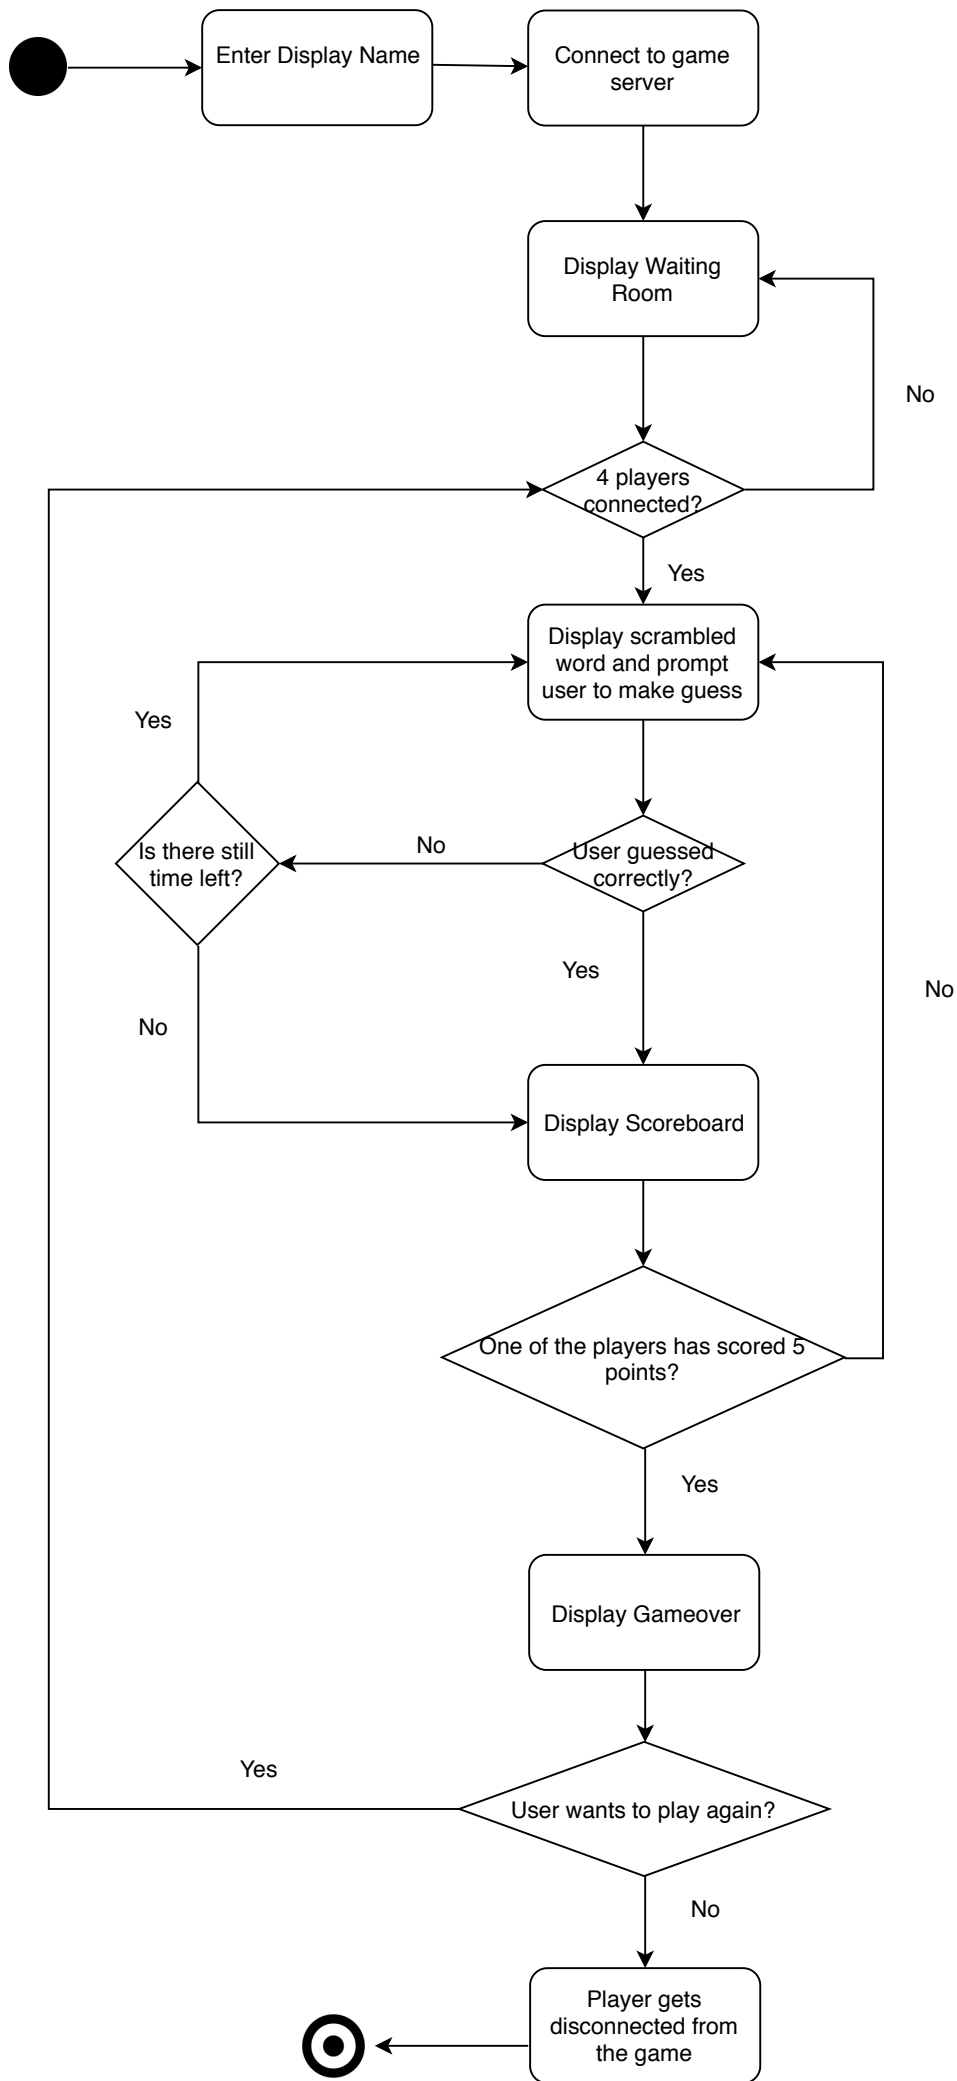 Enter Display Name
Connect to game
server
Display Waiting
Room
No
4 players
connected?
Yes
Display scrambled
word and prompt
user to make guess
Yes
Is there still
time left?
No
User guessed
correctly?
Yes
No
No
Display Scoreboard
One of the players has scored 5
points?
Yes
Display Gameover
Yes
User wants to play again?
No
Player gets
disconnected from
the game